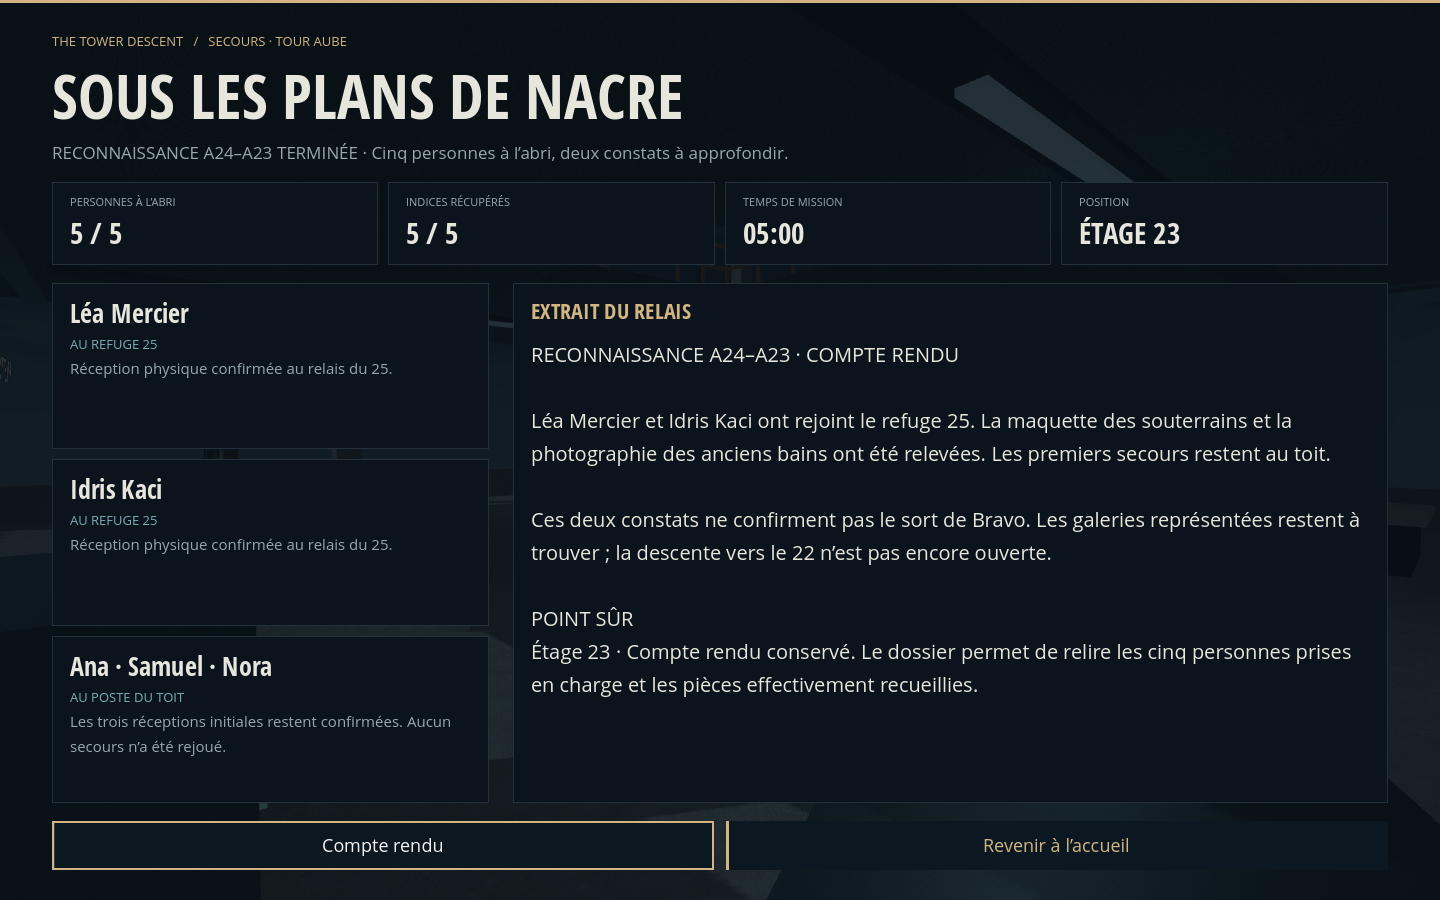 THE TOWER DESCENT / SECOURS · TOUR AUBE
SOUS LES PLANS DE NACRE
RECONNAISSANCE A24–A23 TERMINÉE · Cinq personnes à l’abri, deux constats à approfondir.
PERSONNES À L’ABRI
5 / 5
INDICES RÉCUPÉRÉS
5 / 5
TEMPS DE MISSION
05:00
POSITION
ÉTAGE 23
Léa Mercier
AU REFUGE 25
Réception physique confirmée au relais du 25.
Idris Kaci
AU REFUGE 25
Réception physique confirmée au relais du 25.
Ana · Samuel · Nora
AU POSTE DU TOIT
Les trois réceptions initiales restent confirmées. Aucun
secours n’a été rejoué.
EXTRAIT DU RELAIS
RECONNAISSANCE A24–A23 · COMPTE RENDU
Léa Mercier et Idris Kaci ont rejoint le refuge 25. La maquette des souterrains et la
photographie des anciens bains ont été relevées. Les premiers secours restent au toit.
Ces deux constats ne confirment pas le sort de Bravo. Les galeries représentées restent à
trouver ; la descente vers le 22 n’est pas encore ouverte.
POINT SÛR
Étage 23 · Compte rendu conservé. Le dossier permet de relire les cinq personnes prises
en charge et les pièces effectivement recueillies.
Compte rendu
Revenir à l’accueil